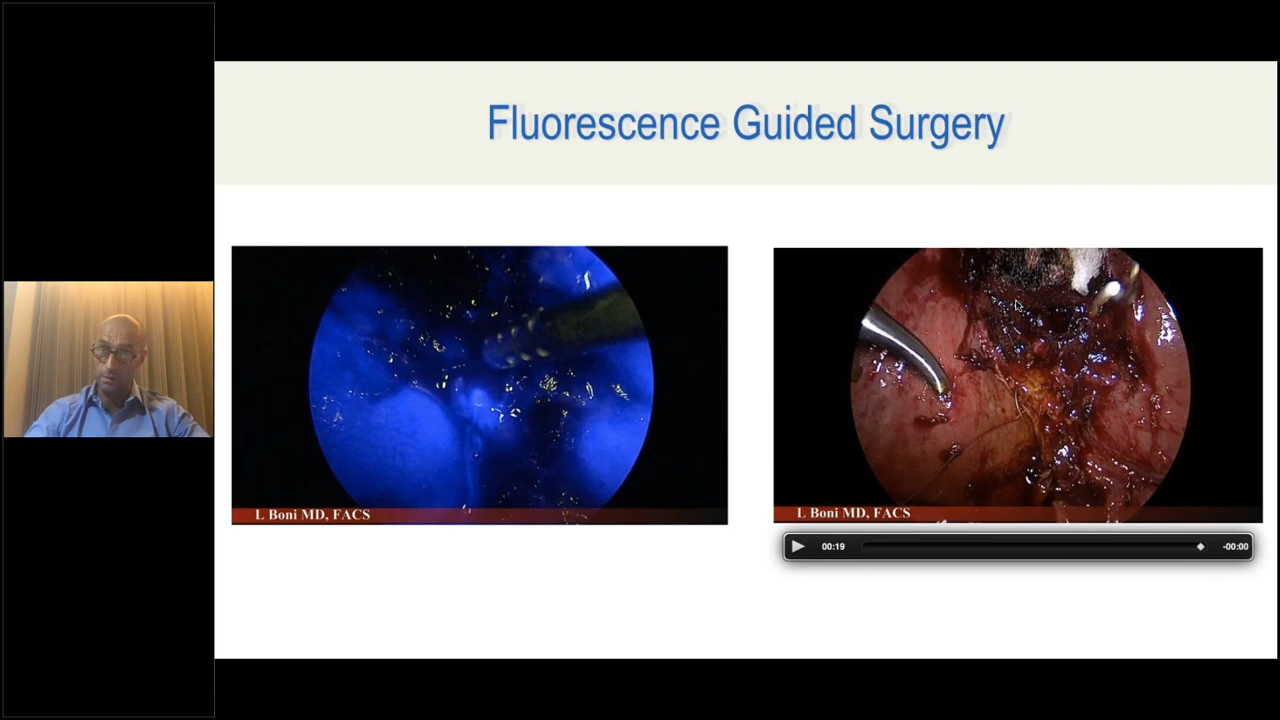 Fluorescence Guided Surgery
L Boni MD, FACS
L Boni MD, FACS
00:19
-00:00